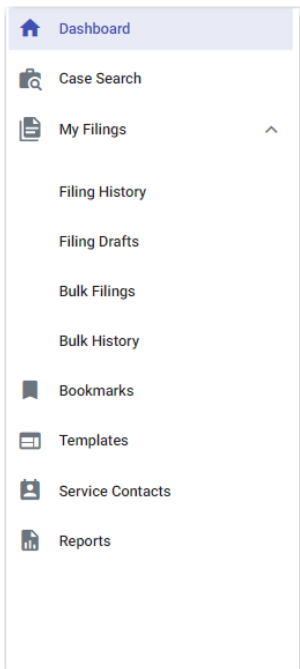 Dashboard
Case Search
My Filings
Filing History
Filing Drafts
Bulk Filings
Bulk History
Bookmarks
Templates
Service Contacts
Reports